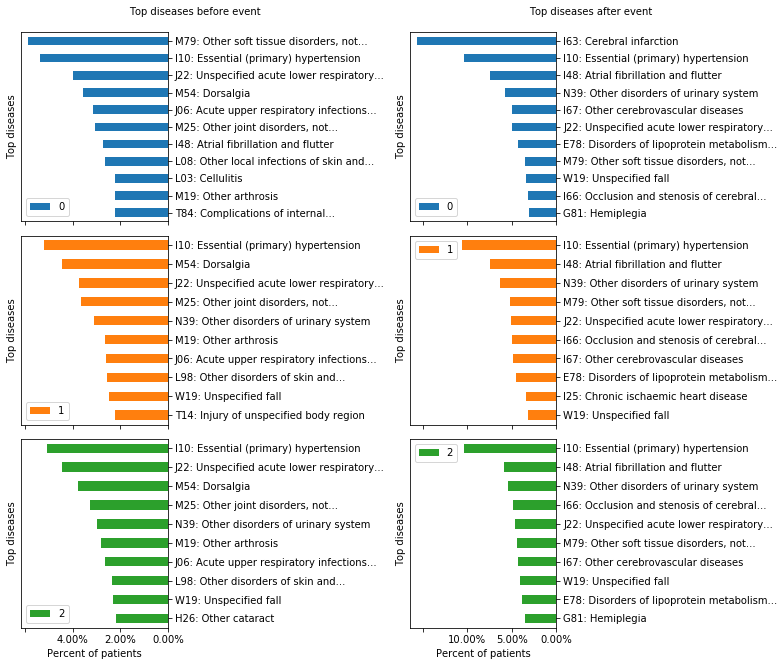 Top diseases before event
Top diseases
M79: Other soft tissue disorders, not...
I10: Essential (primary) hypertension
J22: Unspecified acute lower respiratory...
M54: Dorsalgia
J06: Acute upper respiratory infections...
M25: Other joint disorders, not...
I48: Atrial fibrillation and flutter
L08: Other local infections of skin and...
L03: Cellulitis
M19: Other arthrosis
T84: Complications of internal...
0
Top diseases
I10: Essential (primary) hypertension
M54: Dorsalgia
J22: Unspecified acute lower respiratory...
M25: Other joint disorders, not...
N39: Other disorders of urinary system
M19: Other arthrosis
J06: Acute upper respiratory infections...
L98: Other disorders of skin and...
W19: Unspecified fall
T14: Injury of unspecified body region
1
Top diseases
I10: Essential (primary) hypertension
J22: Unspecified acute lower respiratory...
M54: Dorsalgia
M25: Other joint disorders, not...
N39: Other disorders of urinary system
M19: Other arthrosis
J06: Acute upper respiratory infections...
L98: Other disorders of skin and...
W19: Unspecified fall
H26: Other cataract
2
4.00% 2.00% 0.00%
Percent of patients
Top diseases after event
Top diseases
I63: Cerebral infarction
I10: Essential (primary) hypertension
I48: Atrial fibrillation and flutter
N39: Other disorders of urinary system
I67: Other cerebrovascular diseases
J22: Unspecified acute lower respiratory...
E78: Disorders of lipoprotein metabolism...
M79: Other soft tissue disorders, not...
W19: Unspecified fall
I66: Occlusion and stenosis of cerebral...
G81: Hemiplegia
0
Top diseases
1
I10: Essential (primary) hypertension
I48: Atrial fibrillation and flutter
N39: Other disorders of urinary system
M79: Other soft tissue disorders, not...
J22: Unspecified acute lower respiratory...
I66: Occlusion and stenosis of cerebral...
I67: Other cerebrovascular diseases
E78: Disorders of lipoprotein metabolism...
I25: Chronic ischaemic heart disease
W19: Unspecified fall
Top diseases
2
I10: Essential (primary) hypertension
I48: Atrial fibrillation and flutter
N39: Other disorders of urinary system
I66: Occlusion and stenosis of cerebral...
J22: Unspecified acute lower respiratory...
M79: Other soft tissue disorders, not...
I67: Other cerebrovascular diseases
W19: Unspecified fall
E78: Disorders of lipoprotein metabolism...
G81: Hemiplegia
10.00% 5.00% 0.00%
Percent of patients